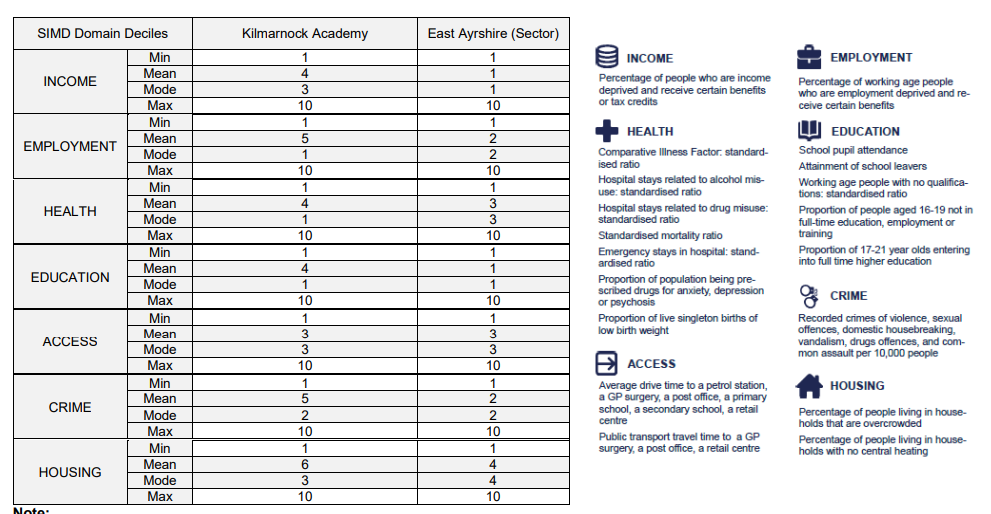 SIMD Domain Deciles Kilmarnock Academy East Ayrshire (Sector)
INCOME
Min 1 1
Mean 4 1
Mode 3 1
Max 10 10
EMPLOYMENT
Min 1 1
Mean 5 2
Mode 1 2
Max 10 10
HEALTH
Min 1 1
Mean 4 3
Mode 1 3
Max 10 10
EDUCATION
Min 1 1
Mean 4 1
Mode 1 1
Max 10 10
ACCESS
Min 1 1
Mean 3 3
Mode 3 3
Max 10 10
CRIME
Min 1 1
Mean 5 2
Mode 2 2
Max 10 10
HOUSING
Min 1 1
Mean 6 4
Mode 3 4
Max 10 10
Note:
INCOME
Percentage of people who are income
deprived and receive certain benefits
or tax credits
HEALTH
Comparative Illness Factor: standard-
ised ratio
Hospital stays related to alcohol mis-
use: standardised ratio
Hospital stays related to drug misuse:
standardised ratio
Standardised mortality ratio
Emergency stays in hospital: stand-
ardised ratio
Proportion of population being pre-
scribed drugs for anxiety, depression
or psychosis
Proportion of live singleton births of
low birth weight
ACCESS
Average drive time to a petrol station,
a GP surgery, a post office, a primary
school, a secondary school, a retail
centre
Public transport travel time to a GP
surgery, a post office, a retail centre
EMPLOYMENT
Percentage of working age people
who are employment deprived and re-
ceive certain benefits
EDUCATION
School pupil attendance
Attainment of school leavers
Working age people with no qualifica-
tions: standardised ratio
Proportion of people aged 16-19 not in
full-time education, employment or
training
Proportion of 17-21 year olds entering
into full time higher education
CRIME
Recorded crimes of violence, sexual
offences, domestic housebreaking,
vandalism, drugs offences, and com-
mon assault per 10,000 people
HOUSING
Percentage of people living in house-
holds that are overcrowded
Percentage of people living in house-
holds with no central heating